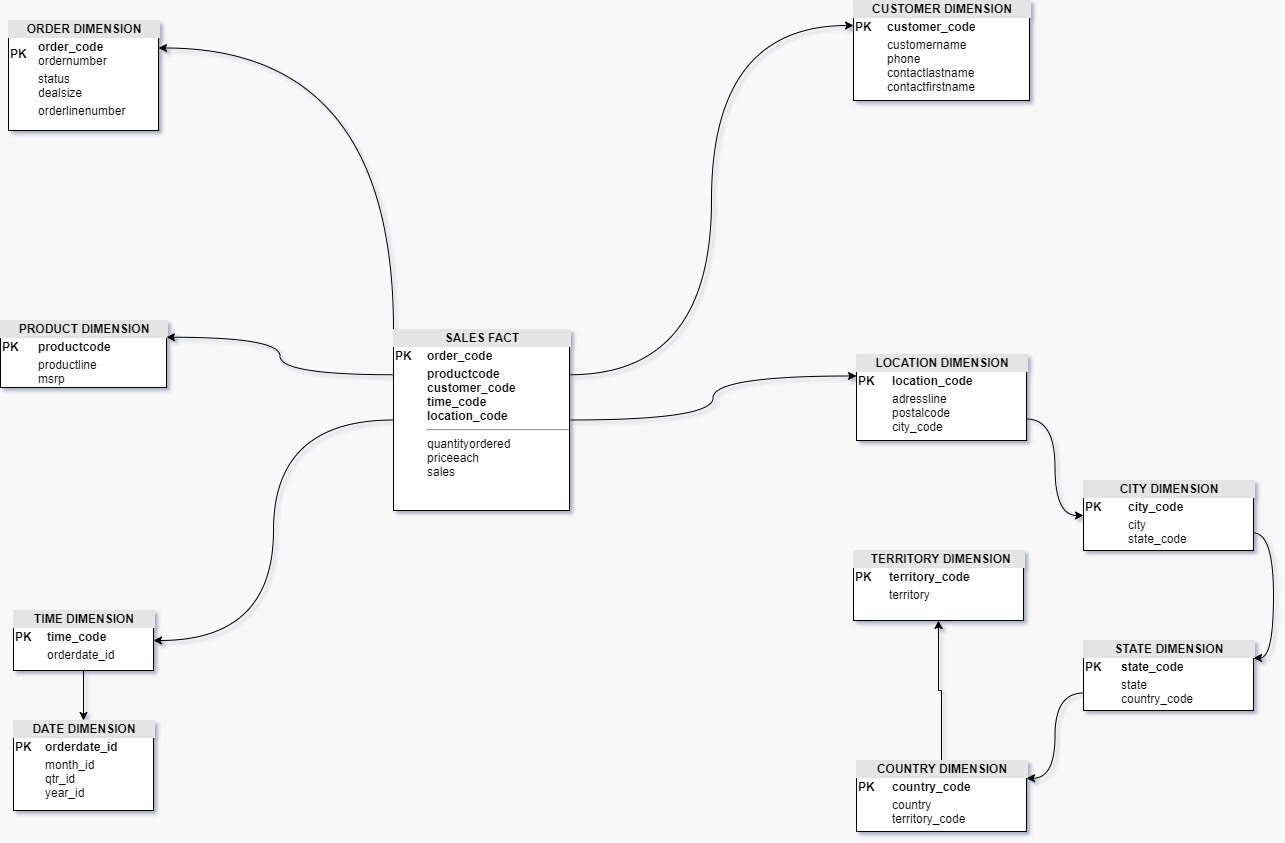 ORDER DIMENSION
PK order_code
ordernumber
status
dealsize
orderlinenumber
CUSTOMER DIMENSION
PK customer_code
customername
phone
contactlastname
contactfirstname
PRODUCT DIMENSION
PK productcode
productline
msrp
SALES FACT
PK order_code
productcode
customer_code
time_code
location_code
quantityordered
priceeach
sales
LOCATION DIMENSION
PK location_code
adressline
postalcode
city_code
CITY DIMENSION
PK city_code
city
state_code
TERRITORY DIMENSION
PK territory_code
territory
TIME DIMENSION
PK time_code
orderdate_id
STATE DIMENSION
PK state_code
state
country_code
DATE DIMENSION
PK orderdate_id
month_id
qtr_id
year_id
COUNTRY DIMENSION
PK country_code
country
territory_code